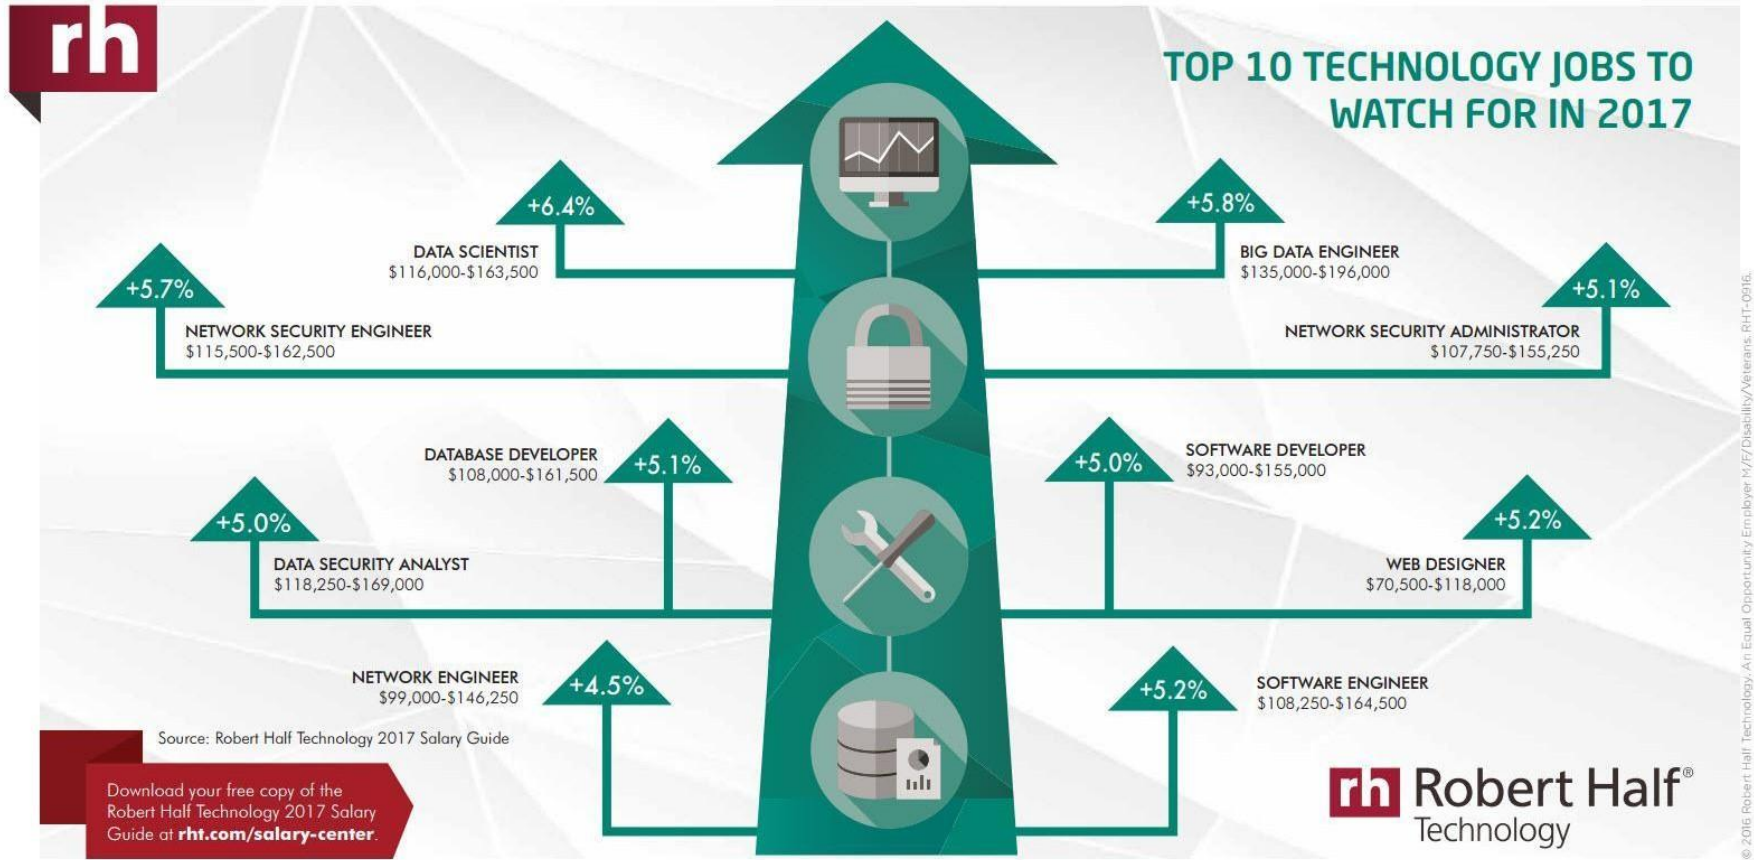 rh
TOP 10 TECHNOLOGY JOBS TO
WATCH FOR IN 2017
+6.4%
DATA SCIENTIST
$116,000-$163,500
+5.8%
BIG DATA ENGINEER
$135,000-$196,000
+5.7%
NETWORK SECURITY ENGINEER
$115,500-$162,500
+5.1%
NETWORK SECURITY ADMINISTRATOR
$107,750-$155,250
DATABASE DEVELOPER
$108,000-$161,500
+5.1%
+5.0%
SOFTWARE DEVELOPER
$93,000-$155,000
+5.0%
DATA SECURITY ANALYST
$118,250-$169,000
+5.2%
WEB DESIGNER
$70,500-$118,000
NETWORK ENGINEER
$99,000-$146,250
+4.5%
+5.2%
SOFTWARE ENGINEER
$108,250-$164,500
Source: Robert Half Technology 2017 Salary Guide
Download your free copy of the
Robert Half Technology 2017 Salary
Guide at rht.com/salary-center.
rh Robert Half®
Technology
© 2016 Robert Half Technology. An Equal Opportunity Employer M/F/Disability/Veterans. RHT-0916.